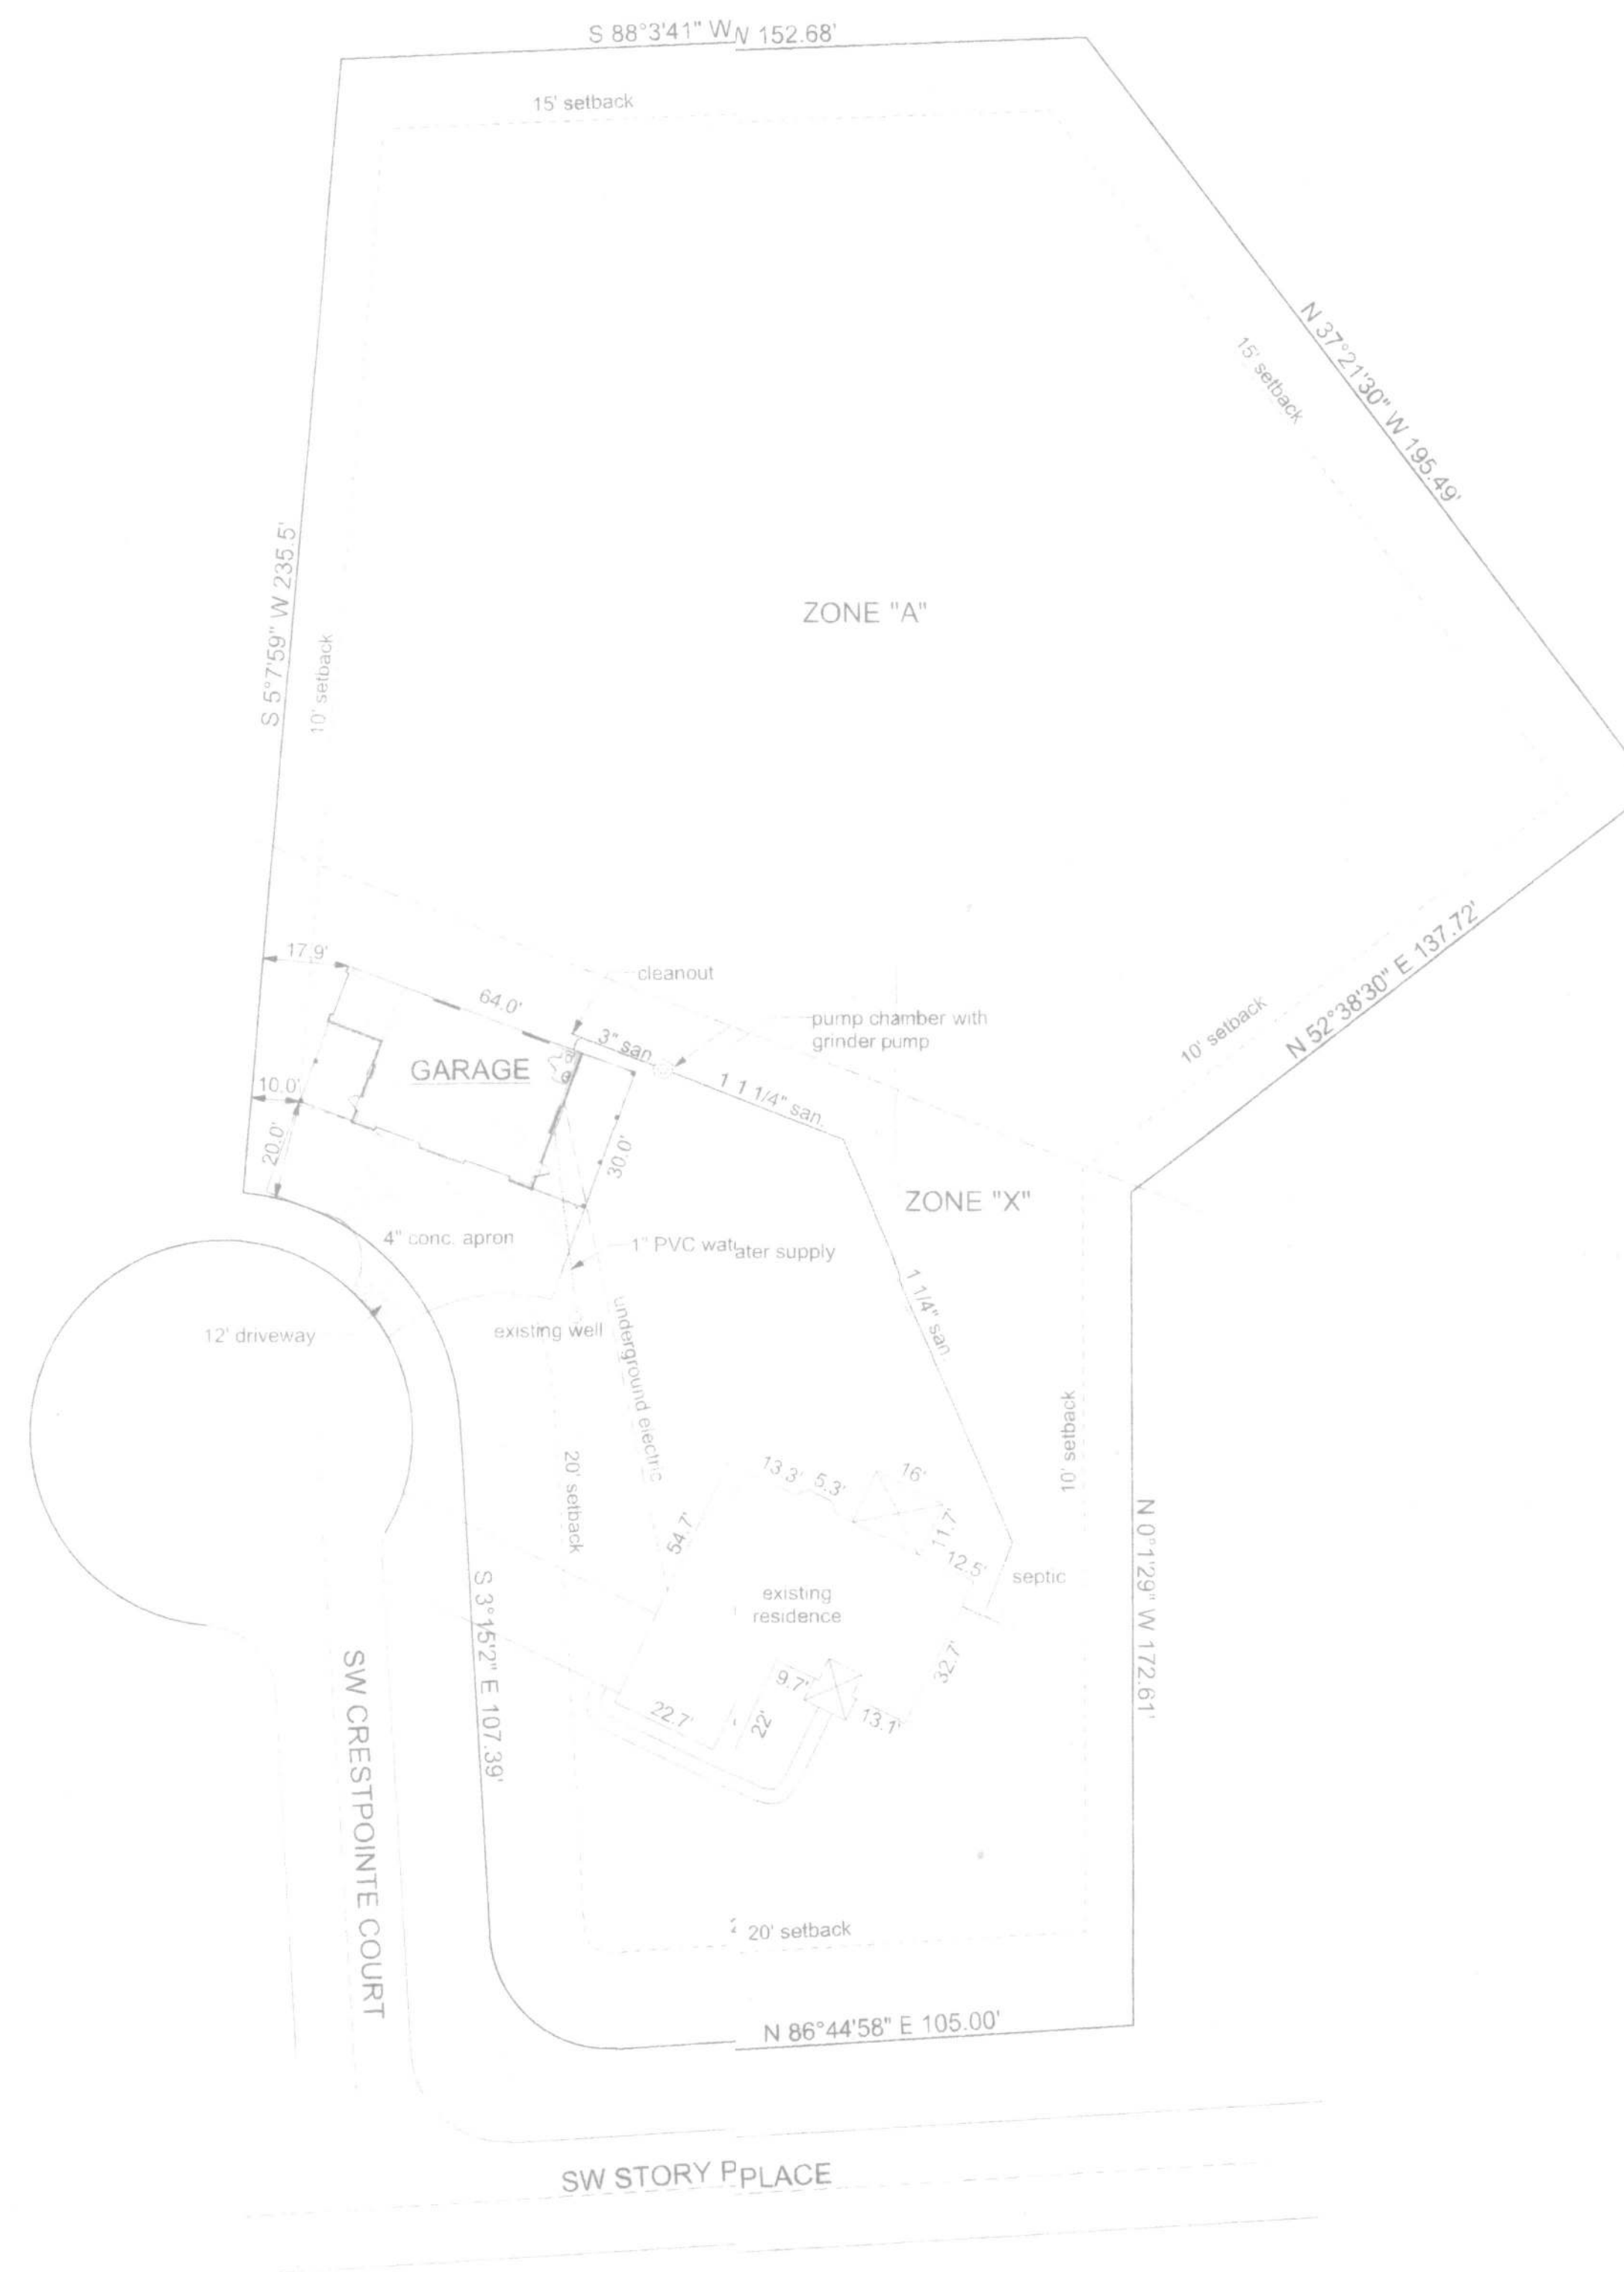 S 88°3'41" W N 152.68'
15' setback
N 37°21'30" W 195.49'
15' setback
S 5°7'59" W 235.5'
10' setback
ZONE "A"
N 52°38'30" E 137.72'
10' setback
17.9'
64.0'
cleanout
3" san.
pump chamber with
grinder pump
GARAGE
1 1 1/4" san.
10.0'
20.0'
30.0'
ZONE "X"
4" conc. apron
1" PVC wat ater supply
12' driveway
existing well
underground electric
1 1/4" san.
20' setback
10' setback
13.3'
5.3'
16'
11.7'
12.5'
54.7'
septic
existing
residence
N 0°1'29" W 172.61'
S 3°15'2" E 107.39'
32.7'
9.7'
22.7'
22'
13.1'
SW CRESTPOINTE COURT
2 20' setback
N 86°44'58" E 105.00'
SW STORY P PLACE